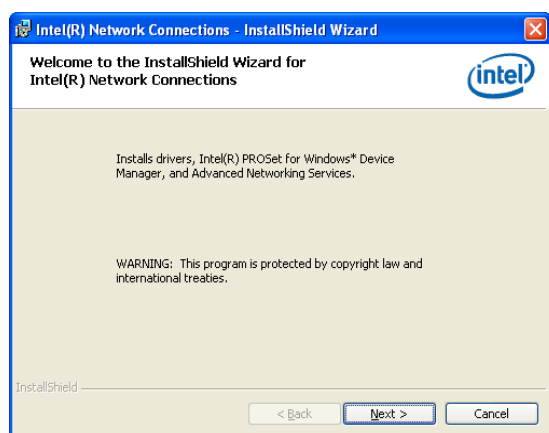 Intel(R) Network Connections - InstallShield Wizard
Welcome to the InstallShield Wizard for
Intel(R) Network Connections
intel
Installs drivers, Intel(R) PROSet for Windows* Device
Manager, and Advanced Networking Services.
WARNING: This program is protected by copyright law and
international treaties.
InstallShield
< Back
Next >
Cancel